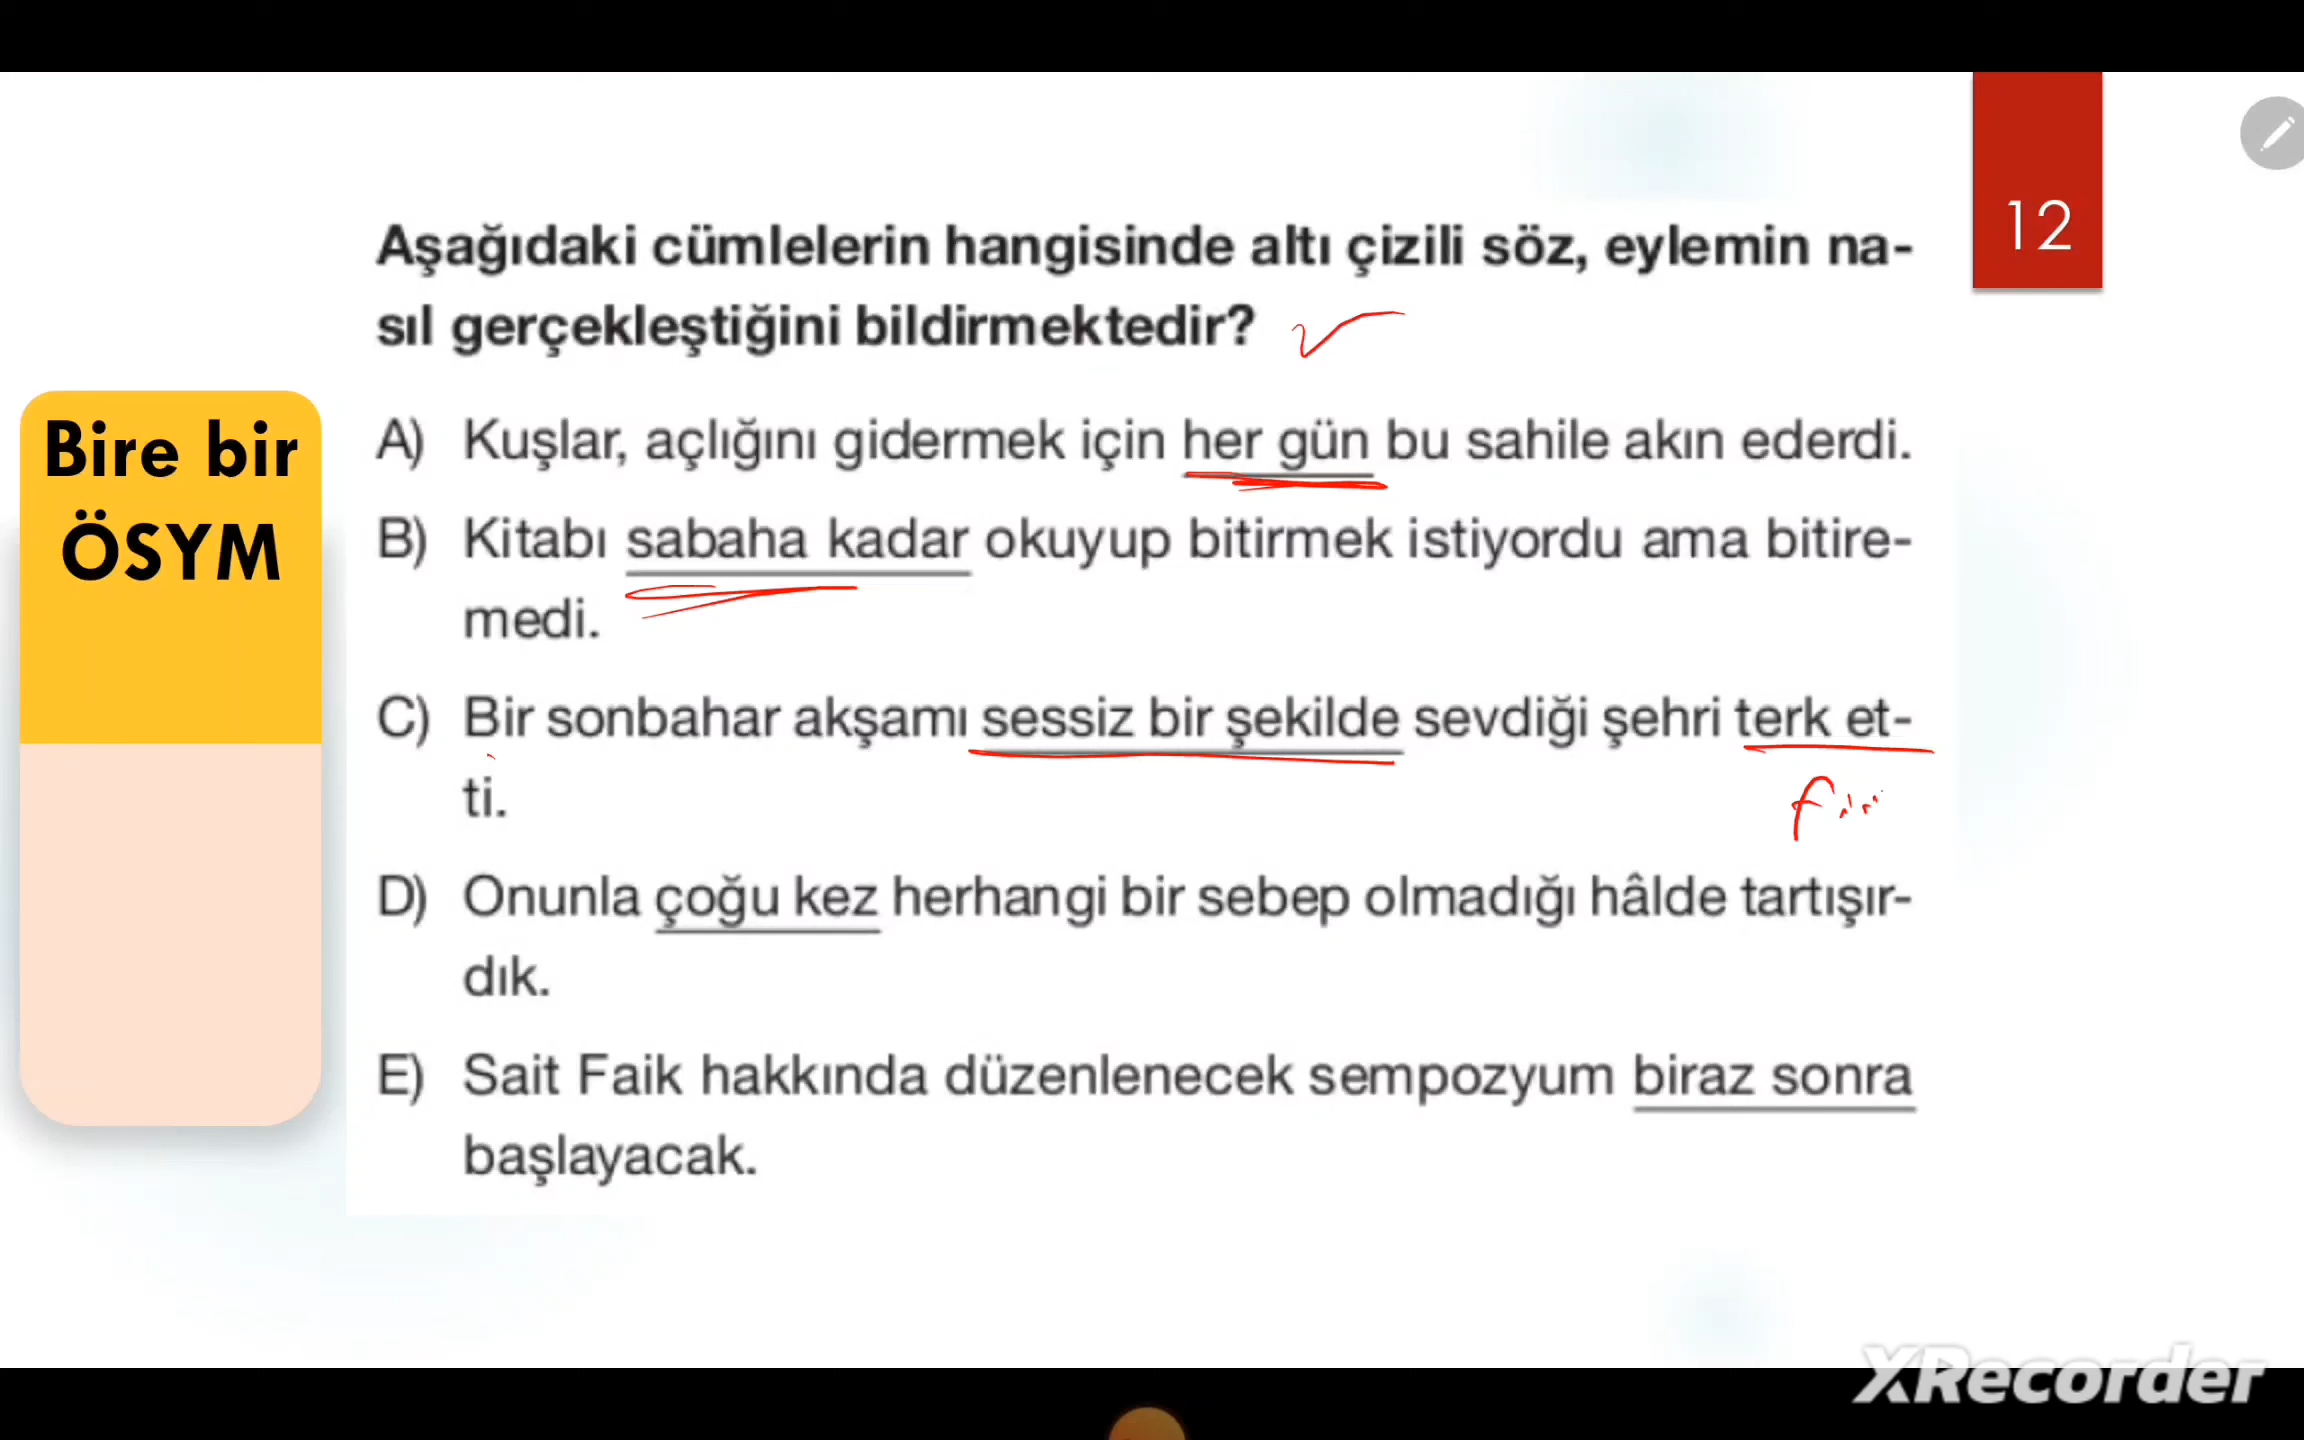 12
Aşağıdaki cümlelerin hangisinde altı çizili söz, eylemin na-
sıl gerçekleştiğini bildirmektedir?
Bire bir
ÖSYM
A) Kuşlar, açlığını gidermek için her gün bu sahile akın ederdi.
B) Kitabı sabaha kadar okuyup bitirmek istiyordu ama bitire-
medi.
C) Bir sonbahar akşamı sessiz bir şekilde sevdiği şehri terk et-
ti.
D) Onunla çoğu kez herhangi bir sebep olmadığı hâlde tartışır-
dık.
E) Sait Faik hakkında düzenlenecek sempozyum biraz sonra
başlayacak.
XRecorder